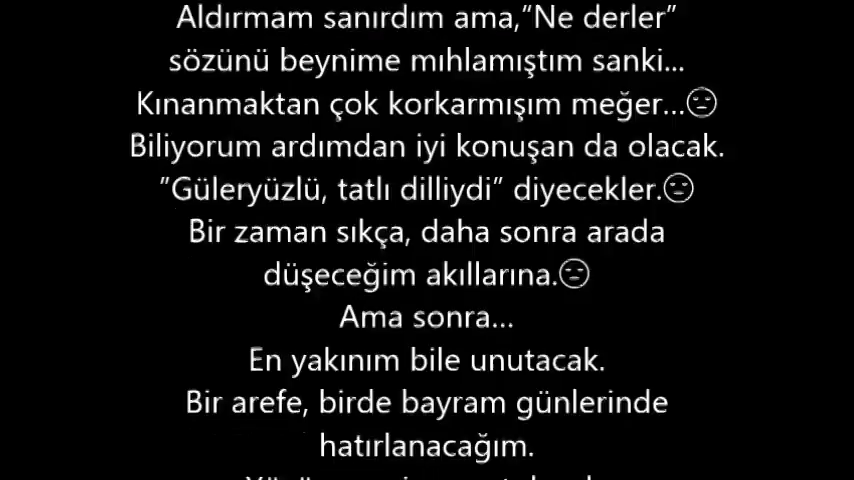 Aldırmam sanırdım ama,”Ne derler”
sözünü beynime mıhlamıştım sanki...
Kınanmaktan çok korkarmışım meğer...😔
Biliyorum ardımdan iyi konuşan da olacak.
”Güleryüzlü, tatlı dilliydi” diyecekler.😔
Bir zaman sıkça, daha sonra arada
düşeceğim akıllarına.😔
Ama sonra...
En yakınım bile unutacak.
Bir arefe, birde bayram günlerinde
hatırlanacağım.